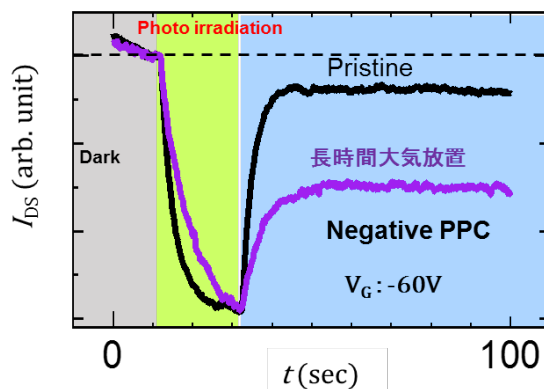 Photo irradiation
Pristine
Dark
長時間大気放置
Negative PPC
V_G:-60V
I_DS (arb. unit)
0
100
t(sec)